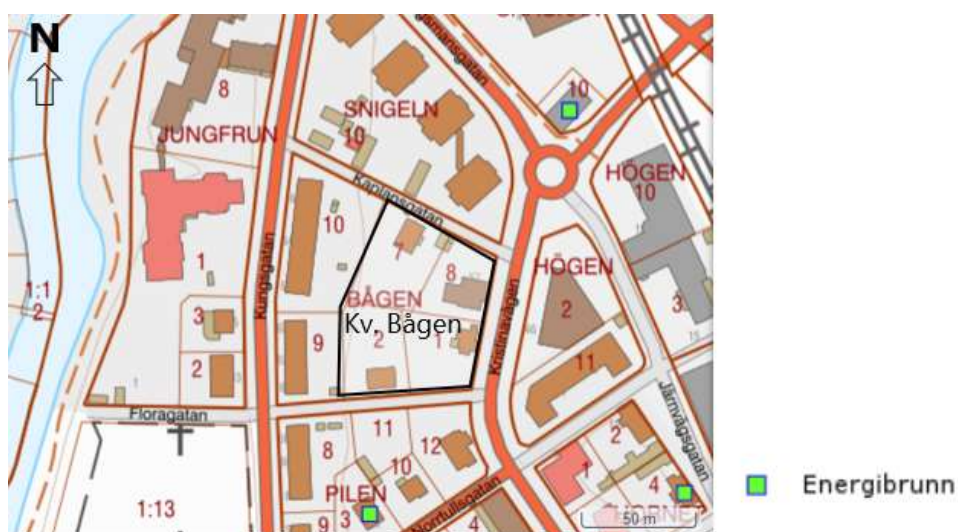 N
10
8
SNIGELN
10
JUNGFRUN
HÖGEN
10
Kaplansgatan
10
1
7
HÖGEN
8
1:1
2
BÅGEN
Kungsgatan
Kv. Bågen
2
3
3
2
1
9
Kristinavägen
11
2
1
15
Floragatan
Järnvägsgatan
11
12
2
8
10
1
PILEN
4
Energibrunn
1:13
3
9
Norrtullsgatan
4
50 m